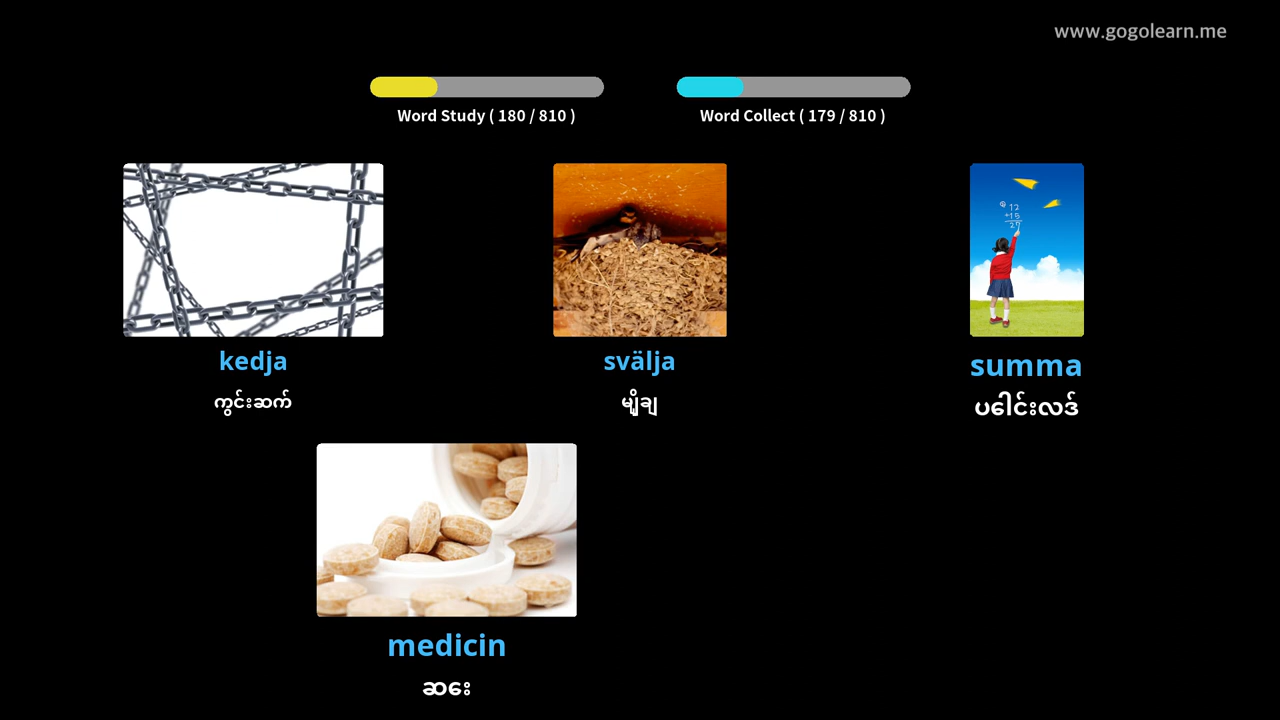 www.gogolearn.me
Word Study ( 180 / 810 )
Word Collect ( 179 / 810 )
kedja
svälja
summa
ကွင်းဆက်
မျိုချ
ပေါင်းလဒ်
medicin
ဆေး